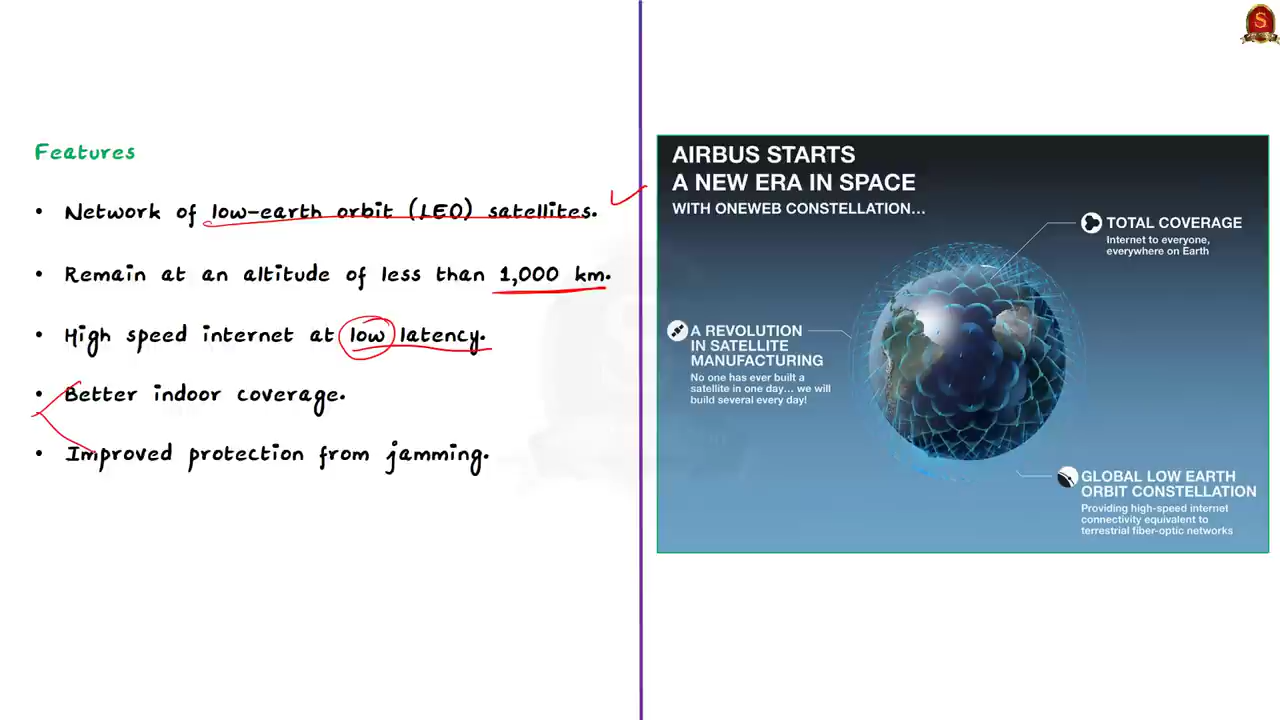 Features
• Network of low-earth orbit (LEO) satellites.
• Remain at an altitude of less than 1,000 km.
• High speed internet at low latency.
• Better indoor coverage.
• Improved protection from jamming.
S
AIRBUS STARTS
A NEW ERA IN SPACE
WITH ONEWEB CONSTELLATION...
TOTAL COVERAGE
Internet to everyone,
everywhere on Earth
A REVOLUTION
IN SATELLITE
MANUFACTURING
No one has ever built a
satellite in one day... we will
build several every day!
GLOBAL LOW EARTH
ORBIT CONSTELLATION
Providing high-speed internet
connectivity equivalent to
terrestrial fiber-optic networks